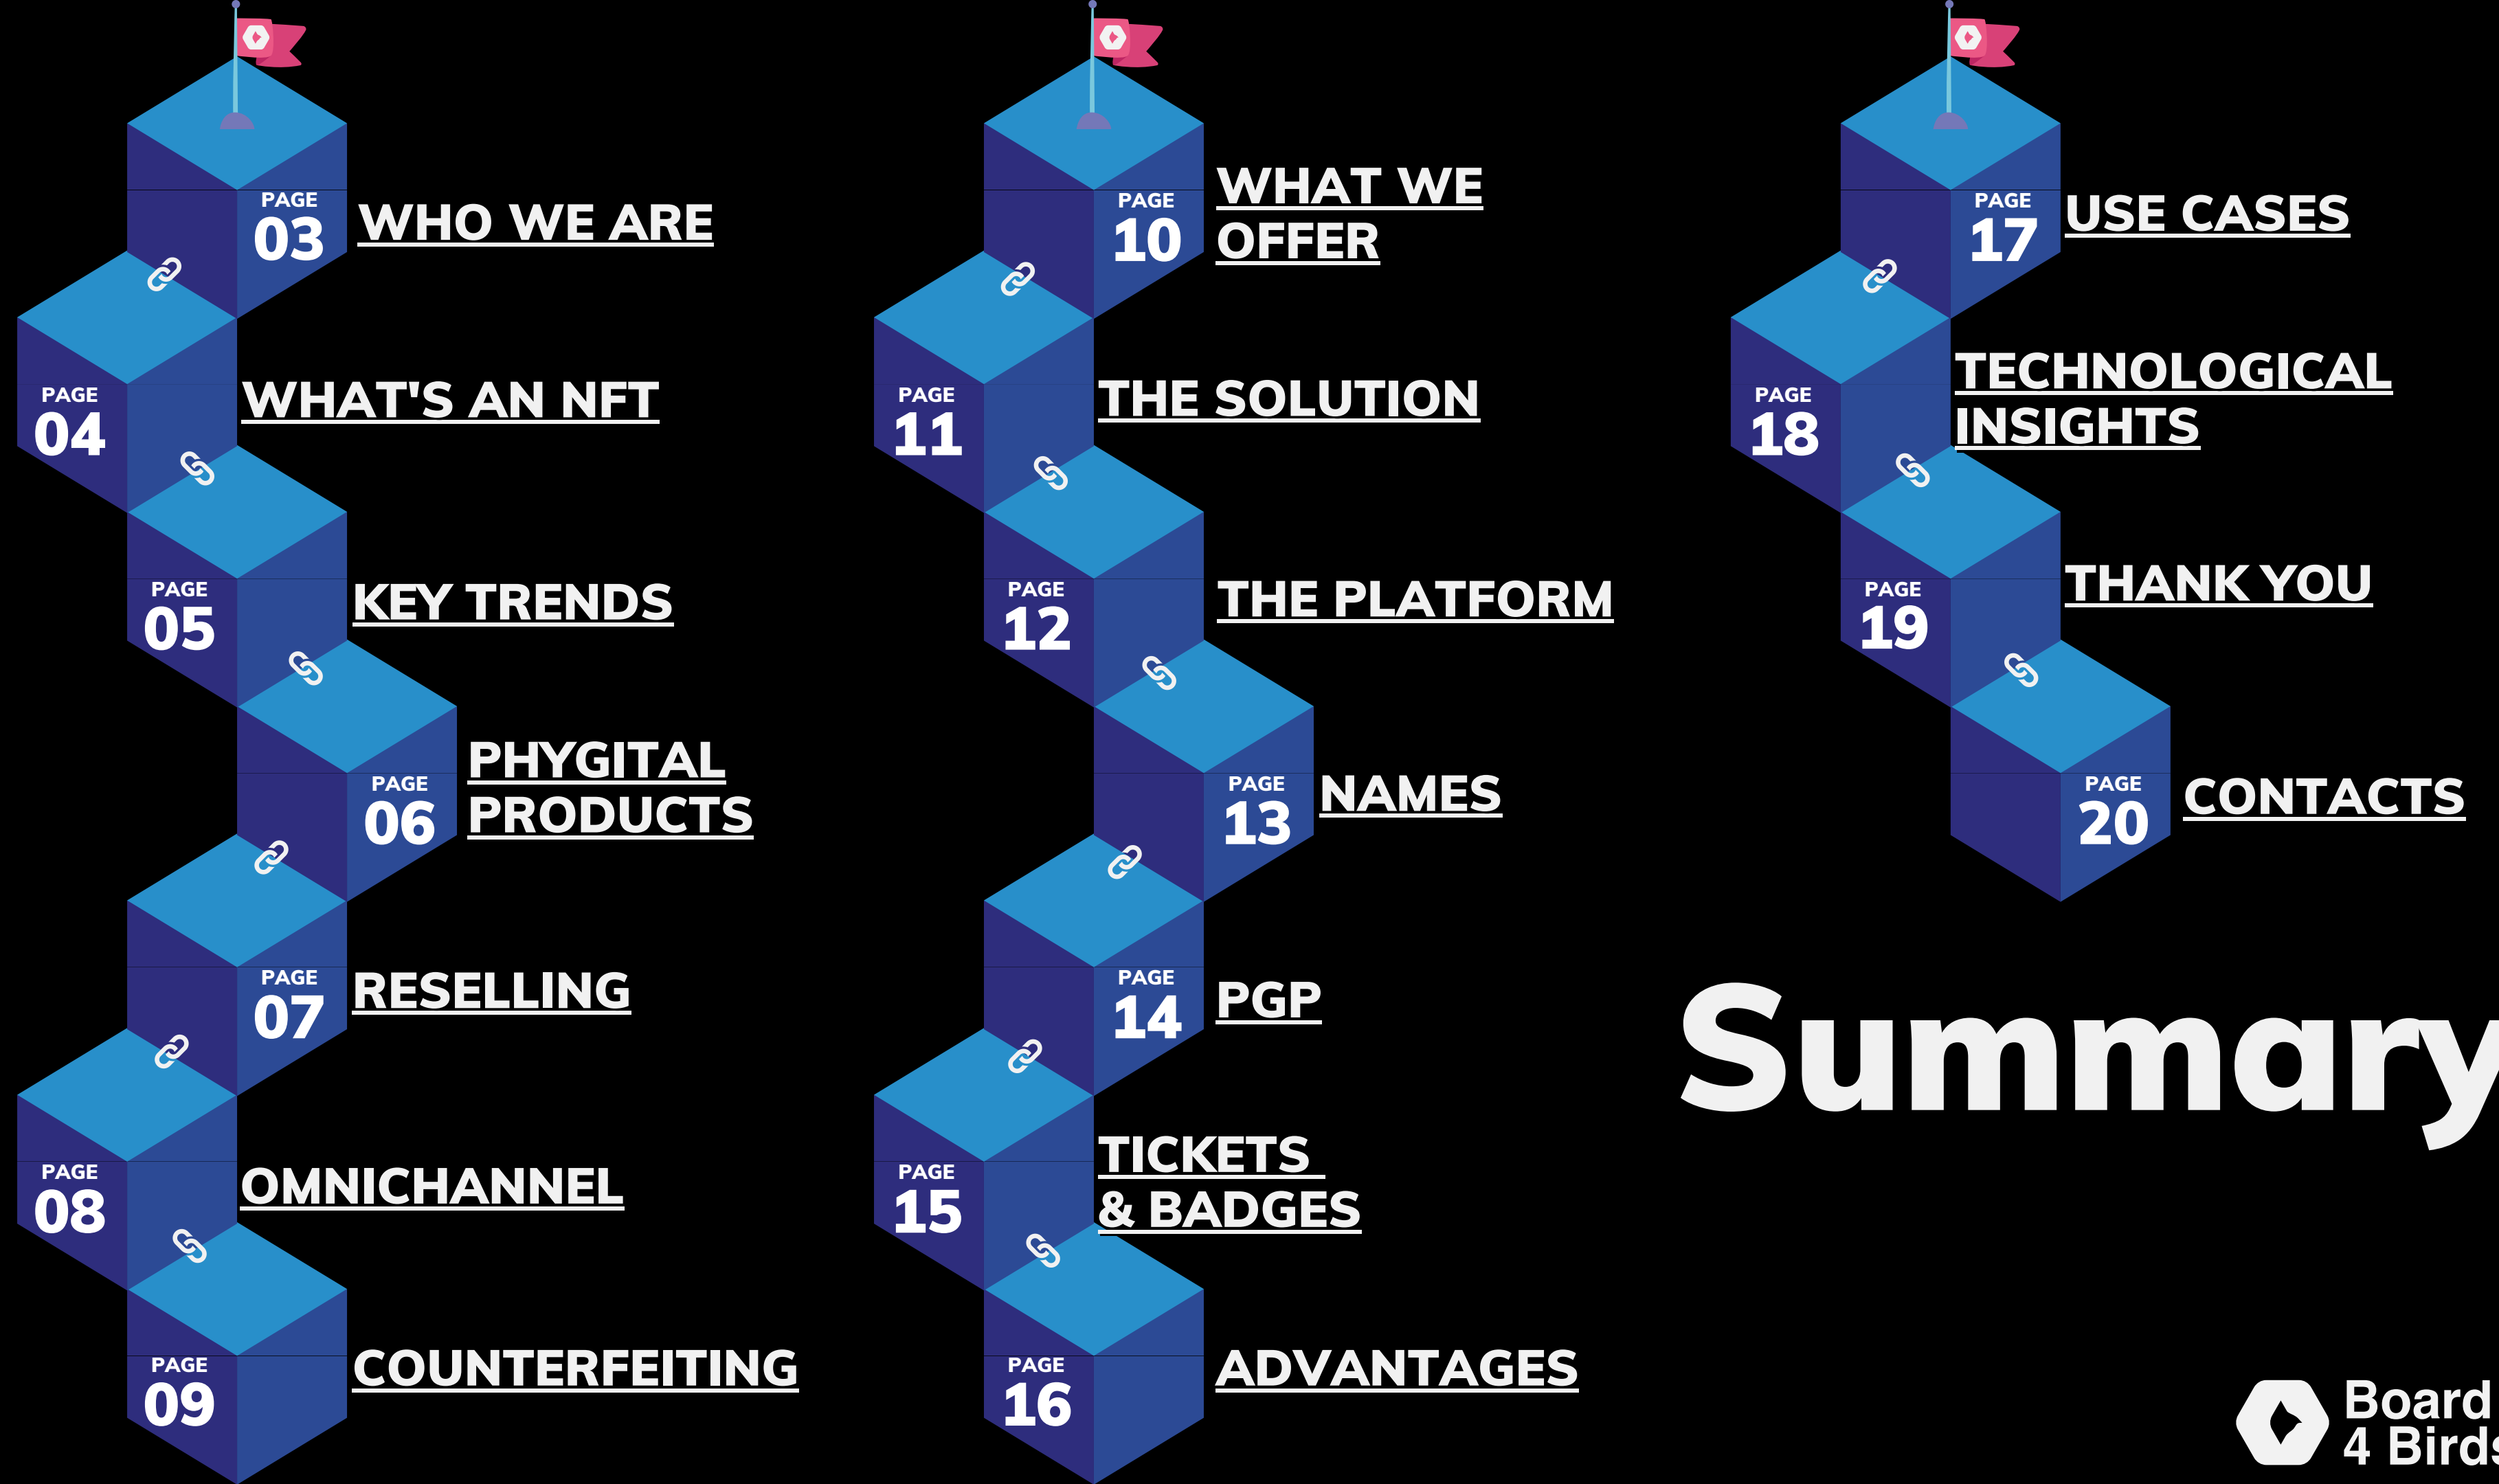 PAGE
03
WHO WE ARE
PAGE
04
WHAT'S AN NFT
PAGE
05
KEY TRENDS
PAGE
06
PHYGITAL
PRODUCTS
PAGE
07
RESELLING
PAGE
08
OMNICHANNEL
PAGE
09
COUNTERFEITING
PAGE
10
WHAT WE
OFFER
PAGE
11
THE SOLUTION
PAGE
12
THE PLATFORM
PAGE
13
NAMES
PAGE
14
PGP
PAGE
15
TICKETS
& BADGES
PAGE
16
ADVANTAGES
PAGE
17
USE CASES
PAGE
18
TECHNOLOGICAL
INSIGHTS
PAGE
19
THANK YOU
PAGE
20
CONTACTS
Summary
Board
4 Birds